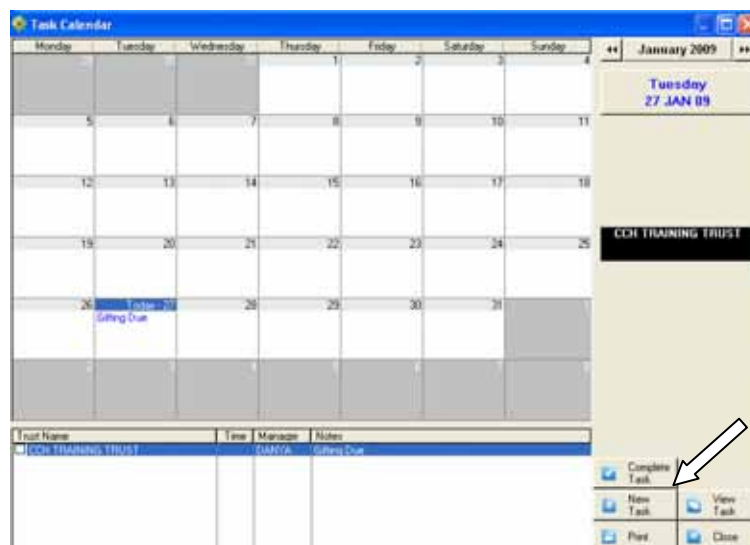 Task Calendar
Monday Tuesday Wednesday Thursday Friday Saturday Sunday
January 2009
1 2 3 4
Tuesday
27 JAN 09
5 6 7 8 9 10 11
12 13 14 15 16 17 18
CCH TRAINING TRUST
19 20 21 22 23 24 25
26 Today - 27 28 29 30 31
Gifting Due
Trust Name Time Manager Notes
CCH TRAINING TRUST DANYA Gifting Due
Complete Task
New Task View Task
Print Close